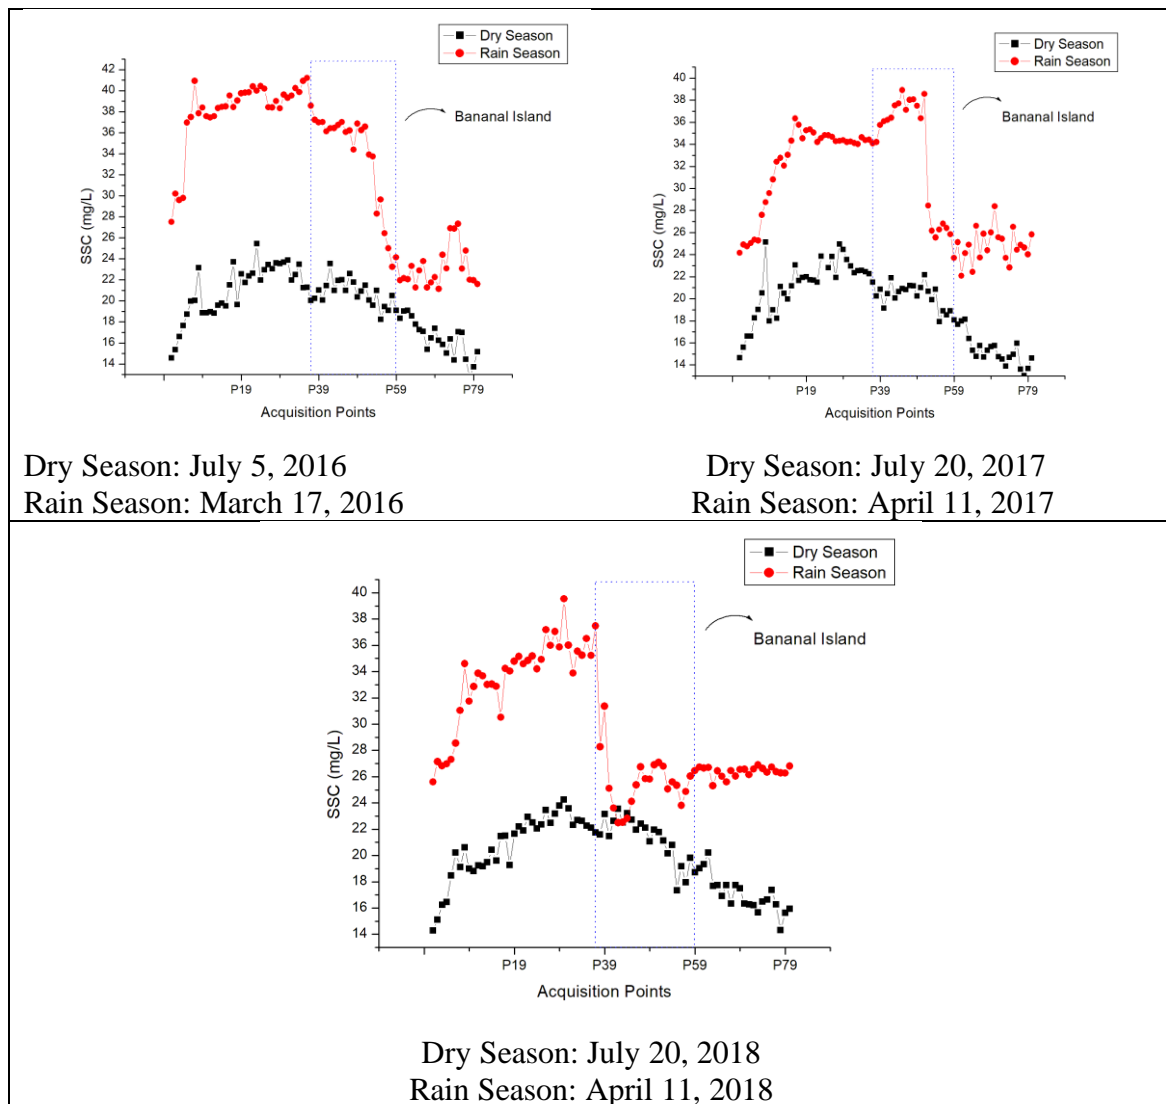 Dry Season
Rain Season
42
40
38
36
34
32
30
28
26
24
22
20
18
16
14
SSC (mg/L)
Bananal Island
P19
P39
P59
P79
Acquisition Points
Dry Season: July 5, 2016
Rain Season: March 17, 2016
Dry Season
Rain Season
40
38
36
34
32
30
28
26
24
22
20
18
16
14
SSC (mg/L)
Bananal Island
P19
P39
P59
P79
Acquisition Points
Dry Season: July 20, 2017
Rain Season: April 11, 2017
Dry Season
Rain Season
40
38
36
34
32
30
28
26
24
22
20
18
16
14
SSC (mg/L)
Bananal Island
P19
P39
P59
P79
Acquisition Points
Dry Season: July 20, 2018
Rain Season: April 11, 2018